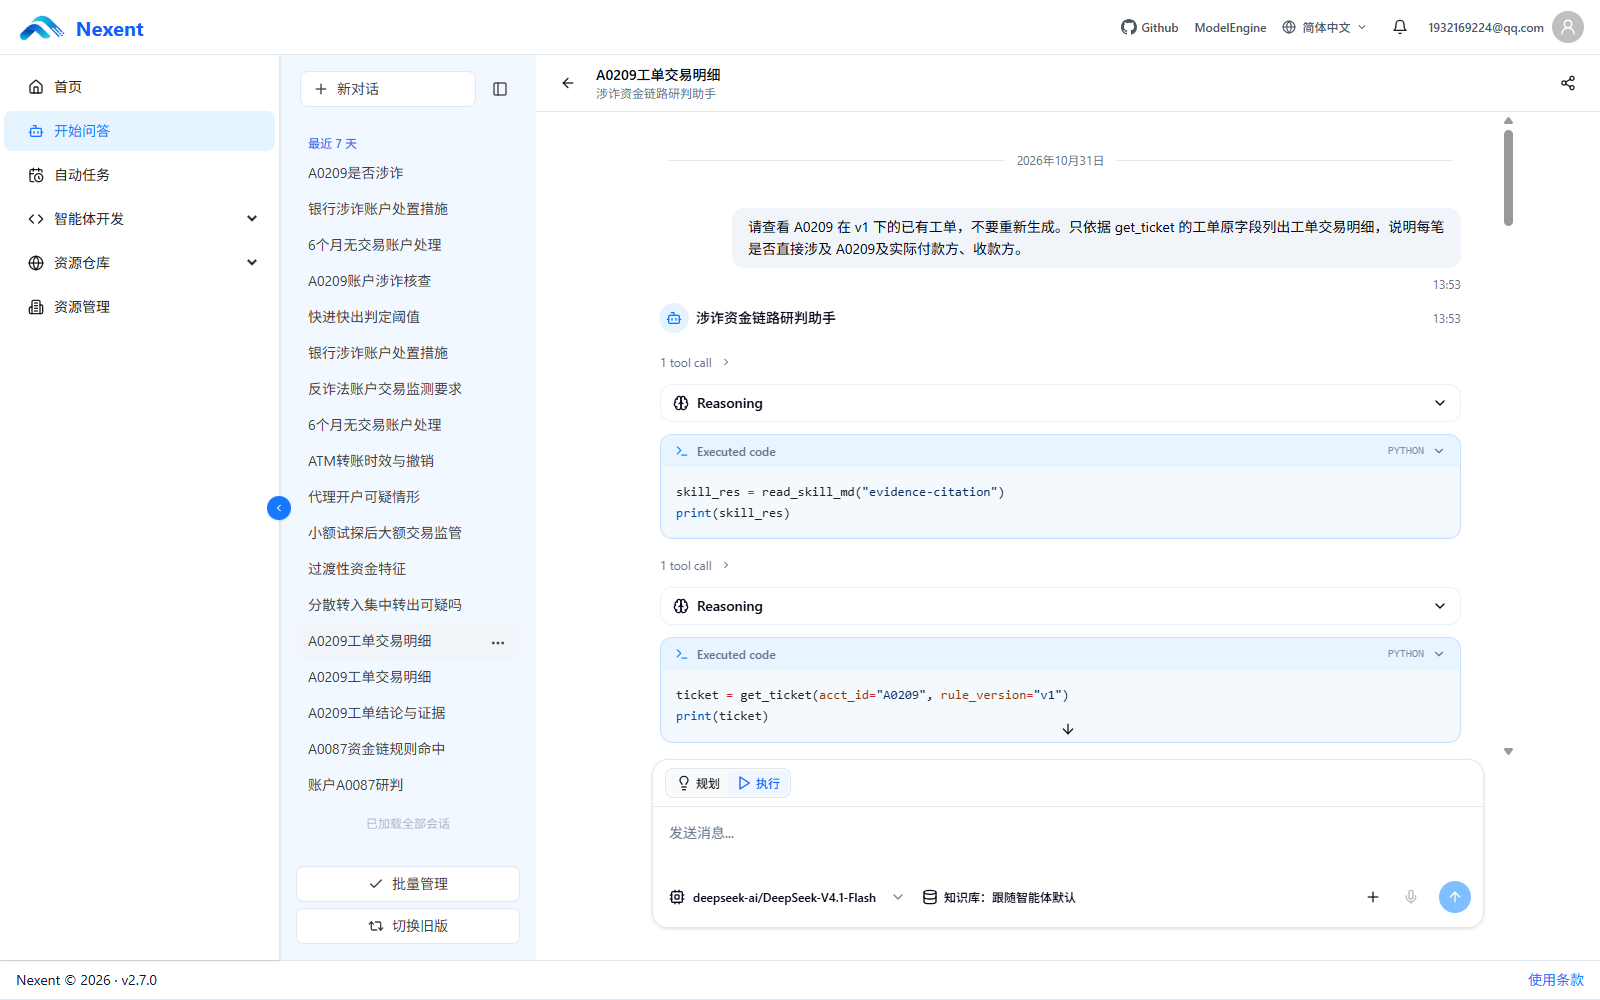 Nexent
Github
ModelEngine
简体中文
1932169224@qq.com
首页
开始问答
自动任务
智能体开发
资源仓库
资源管理
新对话
最近 7 天
A0209是否涉诈
银行涉诈账户处置措施
6个月无交易账户处理
A0209账户涉诈核查
快进快出判定阈值
银行涉诈账户处置措施
反诈法账户交易监测要求
6个月无交易账户处理
ATM转账时效与撤销
代理开户可疑情形
小额试探后大额交易监管
过渡性资金特征
分散转入集中转出可疑吗
A0209工单交易明细
A0209工单交易明细
A0209工单结论与证据
A0087资金链规则命中
账户A0087研判
已加载全部会话
批量管理
切换旧版
A0209工单交易明细
涉诈资金链路研判助手
2026年10月31日
请查看 A0209 在 v1 下的已有工单，不要重新生成。只依据 get_ticket 的工单原字段列出工单交易明细，说明每笔
是否直接涉及 A0209及实际付款方、收款方。
13:53
涉诈资金链路研判助手
13:53
1 tool call
Reasoning
Executed code
PYTHON
skill_res = read_skill_md("evidence-citation")
print(skill_res)
1 tool call
Reasoning
Executed code
PYTHON
ticket = get_ticket(acct_id="A0209", rule_version="v1")
print(ticket)
规划
执行
发送消息...
deepseek-ai/DeepSeek-V4.1-Flash
知识库：跟随智能体默认
Nexent © 2026 · v2.7.0
使用条款